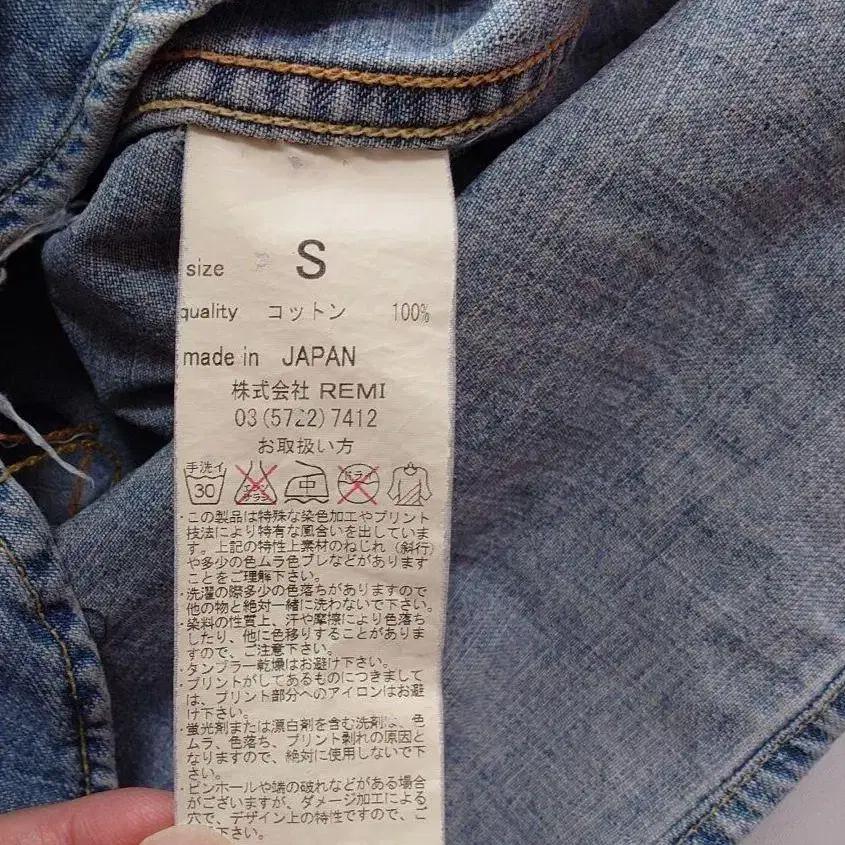 size S
quality コットン 100%
made in JAPAN
株式会社 REMI
03(5722)7412
お取扱い方
手洗イ 30 エンソ サラシ 中 ドライ
・この製品は特殊な染色加工やプリント
技法により特有な風合いを出していま
す。上記の特性上素材のねじれ(斜行)
や多少の色ムラ色ブレなどがあります
ことをご理解下さい。
・洗濯の際多少の色落ちがありますので
他の物と絶対一緒に洗わないで下さい。
・染料の性質上、汗や摩擦により色落ち
したり、他に色移りすることがありま
すので、ご注意下さい。
・タンブラー乾燥はお避け下さい。
・プリントがしてあるものにつきまして
は、プリント部分へのアイロンはお避
け下さい。
・蛍光剤または漂白剤を含む洗剤は、色
ムラ、色落ち、プリント剥れの原因と
なりますので、絶対に使用しないで下
さい。
・ピンホールや端の破れなどがある場合
がございますが、ダメージ加工による
穴で、デザイン上の特性ですので、ご
下さい。